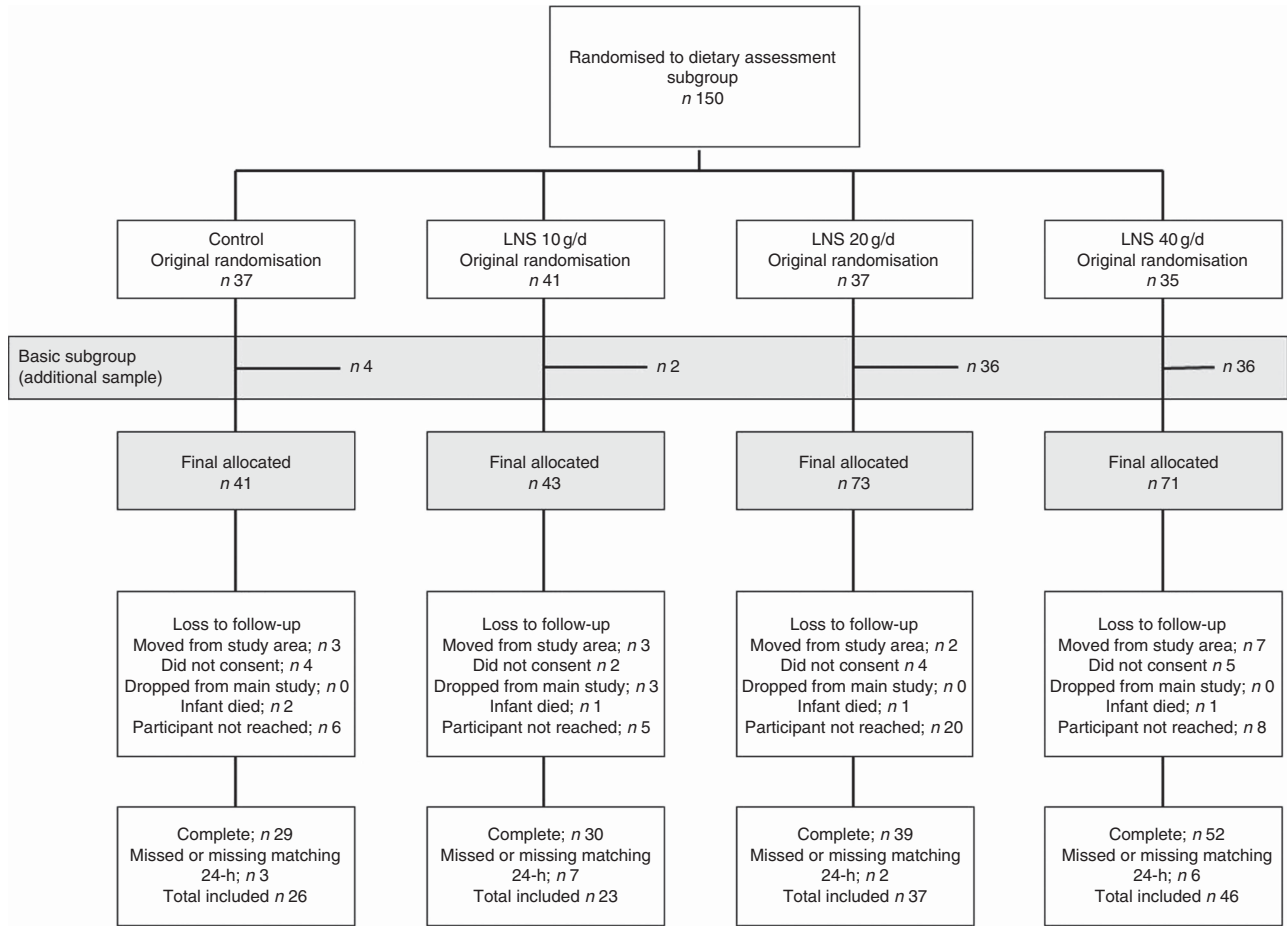 Randomised to dietary assessment
subgroup
n 150
Control
Original randomisation
n 37
LNS 10 g/d
Original randomisation
n 41
LNS 20 g/d
Original randomisation
n 37
LNS 40 g/d
Original randomisation
n 35
Basic subgroup
(additional sample)
n 4
n 2
n 36
n 36
Final allocated
n 41
Final allocated
n 43
Final allocated
n 73
Final allocated
n 71
Loss to follow-up
Moved from study area; n 3
Did not consent; n 4
Dropped from main study; n 0
Infant died; n 2
Participant not reached; n 6
Loss to follow-up
Moved from study area; n 3
Did not consent n 2
Dropped from main study; n 3
Infant died; n 1
Participant not reached; n 5
Loss to follow-up
Moved from study area; n 2
Did not consent n 4
Dropped from main study; n 0
Infant died; n 1
Participant not reached; n 20
Loss to follow-up
Moved from study area; n 7
Did not consent n 5
Dropped from main study; n 0
Infant died; n 1
Participant not reached; n 8
Complete; n 29
Missed or missing matching
24-h; n 3
Total included n 26
Complete; n 30
Missed or missing matching
24-h; n 7
Total included n 23
Complete; n 39
Missed or missing matching
24-h; n 2
Total included n 37
Complete; n 52
Missed or missing matching
24-h; n 6
Total included n 46